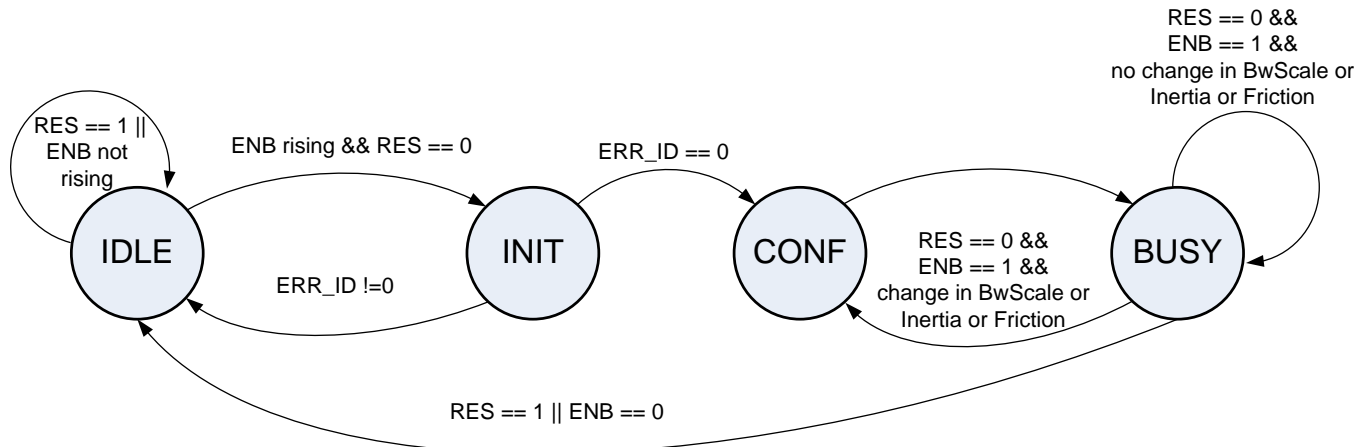 RES == 0 &&
ENB == 1 &&
no change in BwScale or
Inertia or Friction
RES == 1 ||
ENB not
rising
ENB rising && RES == 0
ERR_ID == 0
IDLE
INIT
CONF
RES == 0 &&
ENB == 1 &&
change in BwScale or
Inertia or Friction
BUSY
ERR_ID !=0
RES == 1 || ENB == 0